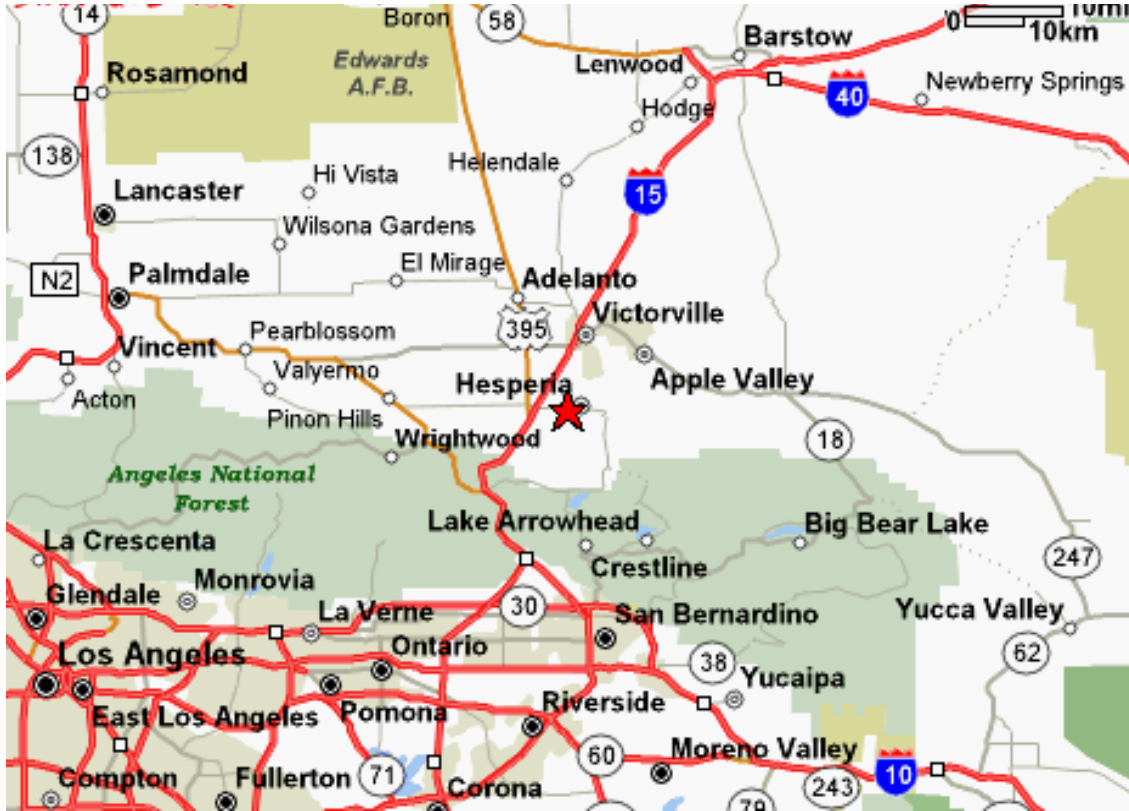 14
Boron
58
0
10mi
10km
Barstow
Rosamond
Edwards
A.F.B.
Lenwood
40
Newberry Springs
Hodge
138
Helendale
Hi Vista
15
Lancaster
Wilsona Gardens
N2
Palmdale
El Mirage
Adelanto
Victorville
395
Pearblossom
Vincent
Valyermo
Hesperia
Apple Valley
Acton
Pinon Hills
Wrightwood
18
Angeles National
Forest
Lake Arrowhead
Big Bear Lake
La Crescenta
Crestline
247
Monrovia
Glendale
La Verne
30
San Bernardino
Yucca Valley
Los Angeles
Ontario
38
62
Yucaipa
East Los Angeles
Pomona
Riverside
60
Moreno Valley
Compton
Fullerton
71
Corona
243
10
79